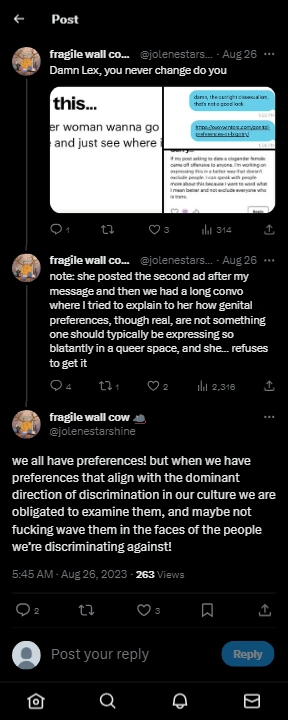 Post
fragile wall co... @jolenestars... · Aug 26
Damn Lex, you never change do you
this...
er woman wanna go
and just see where i
damn, the outright cissexualism,
that's not a good look
If my post asking to date a cisgender female
came off offensive to anyone, I'm working on
expressing this in a better way that doesn't
exclude people. I can speak with people
more about this because I want to word what
I mean better and not exclude everyone who
is trans.
Reply
1 3 314
fragile wall co... @jolenestars... · Aug 26
note: she posted the second ad after my
message and then we had a long convo
where I tried to explain to her how genital
preferences, though real, are not something
one should typically be expressing so
blatantly in a queer space, and she... refuses
to get it
4 1 2 2,316
fragile wall cow
@jolenestarshine
we all have preferences! but when we have
preferences that align with the dominant
direction of discrimination in our culture we are
obligated to examine them, and maybe not
fucking wave them in the faces of the people
we're discriminating against!
5:45 AM · Aug 26, 2023 · 263 Views
2 3
Post your reply
Reply